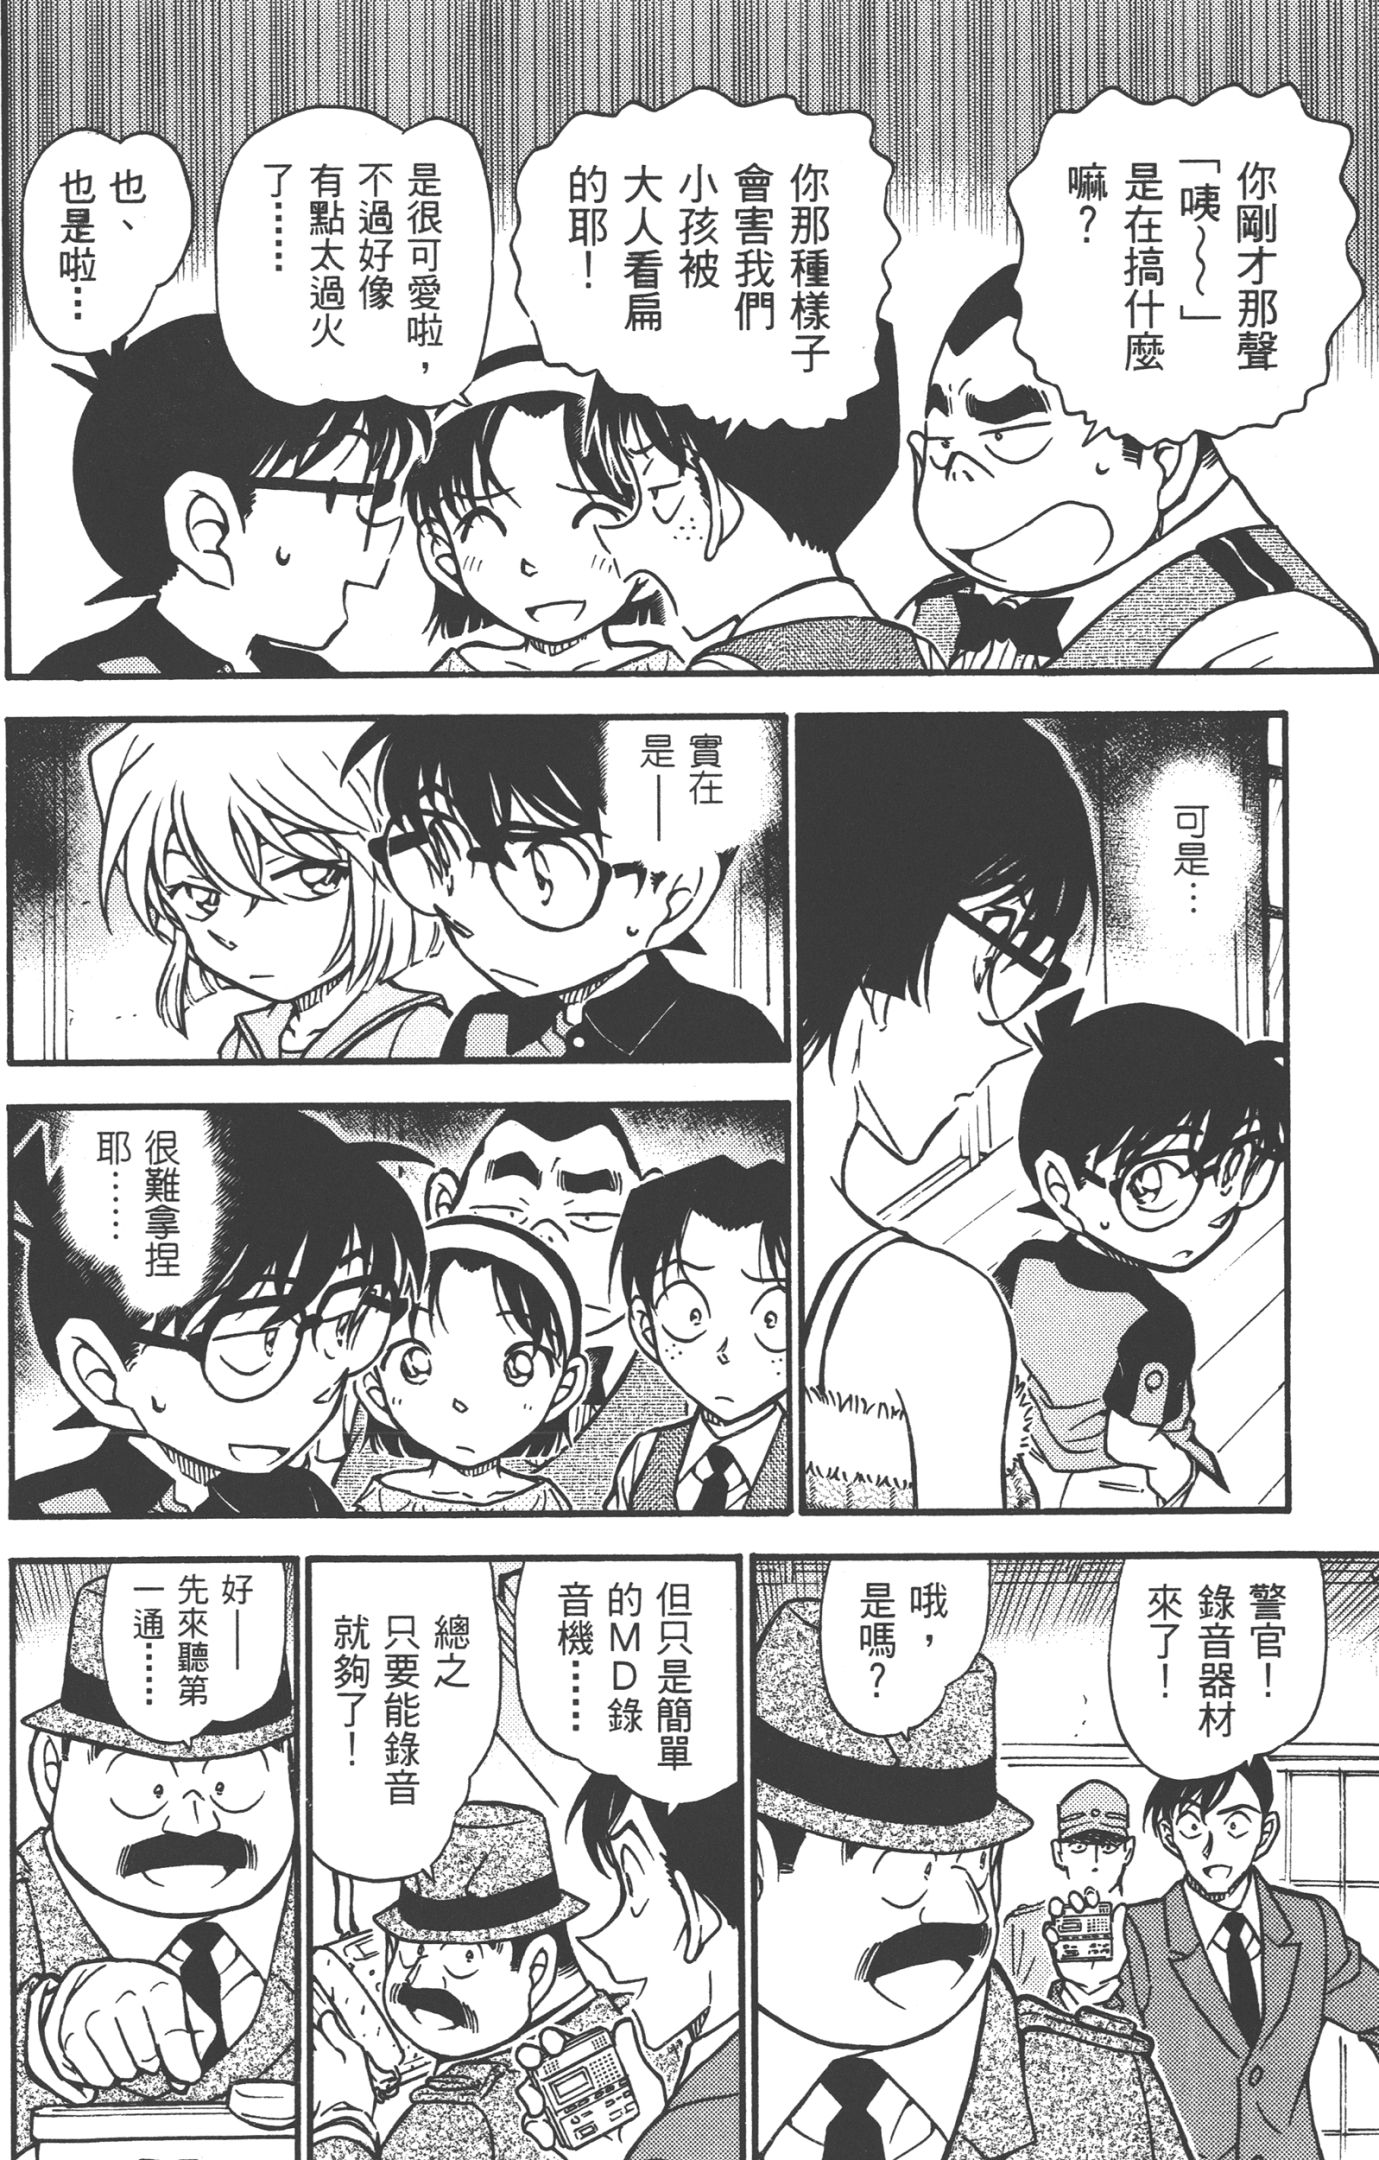 你剛才那聲
「咦～～」
是在搞什麼
嘛？
你那種樣子
會害我們
小孩被
大人看扁
的耶！
是很可愛啦，
不過好像
有點太過火
了……
也、
也是啦…
可是…
實在
是──
很難拿捏
耶……
警官！
錄音器材
來了！
哦，
是嗎？
但只是簡單
的MD錄
音機……
總之
只要能錄音
就夠了！
好──
先來聽第
一通……